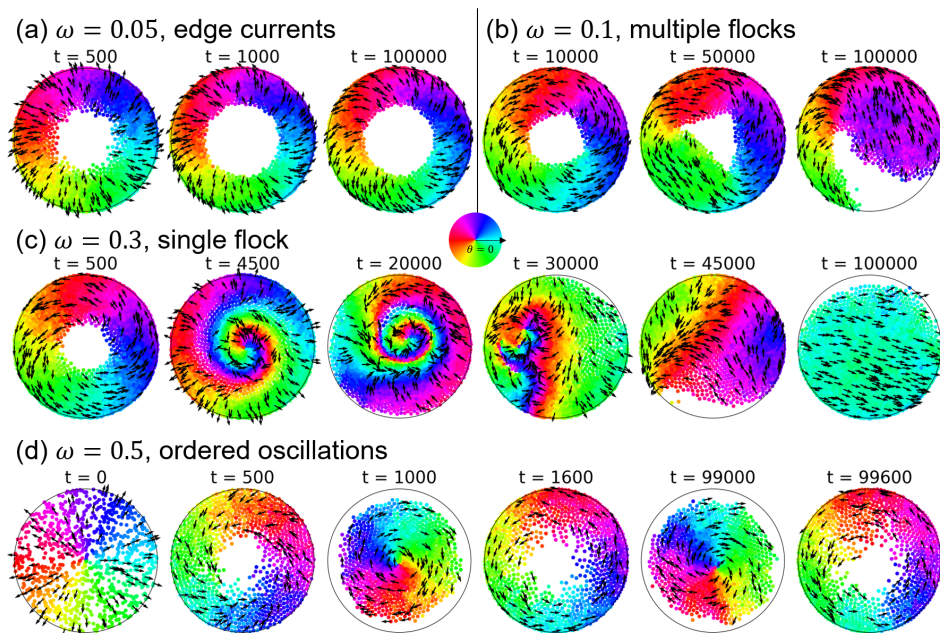 (a) ω = 0.05, edge currents
t = 500 t = 1000 t = 100000
(b) ω = 0.1, multiple flocks
t = 10000 t = 50000 t = 100000
θ = 0
(c) ω = 0.3, single flock
t = 500 t = 4500 t = 20000 t = 30000 t = 45000 t = 100000
(d) ω = 0.5, ordered oscillations
t = 0 t = 500 t = 1000 t = 1600 t = 99000 t = 99600